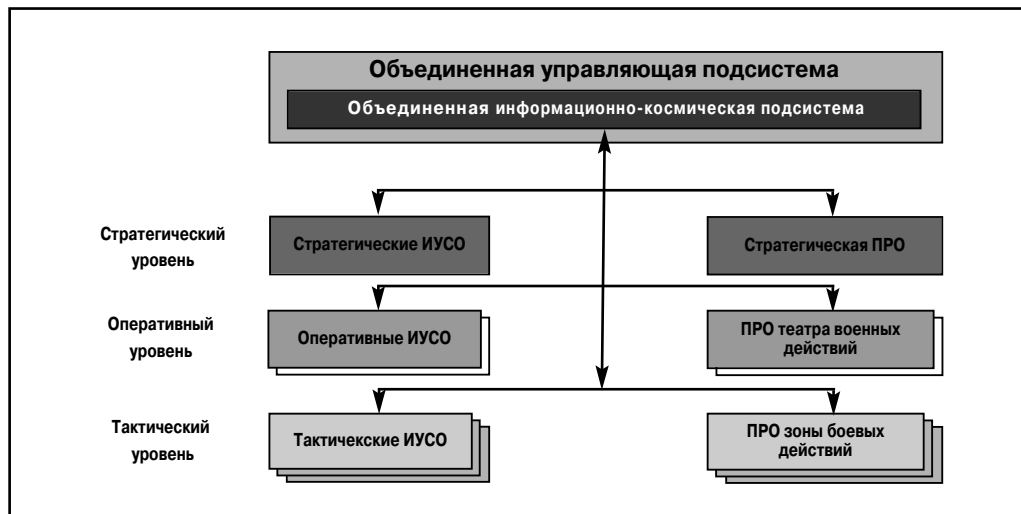 Объединенная управляющая подсистема
Объединенная информационно-космическая подсистема
Стратегический
уровень
Стратегические ИУСО
Стратегическая ПРО
Оперативный
уровень
Оперативные ИУСО
ПРО театра военных
действий
Тактический
уровень
Тактичекские ИУСО
ПРО зоны боевых
действий